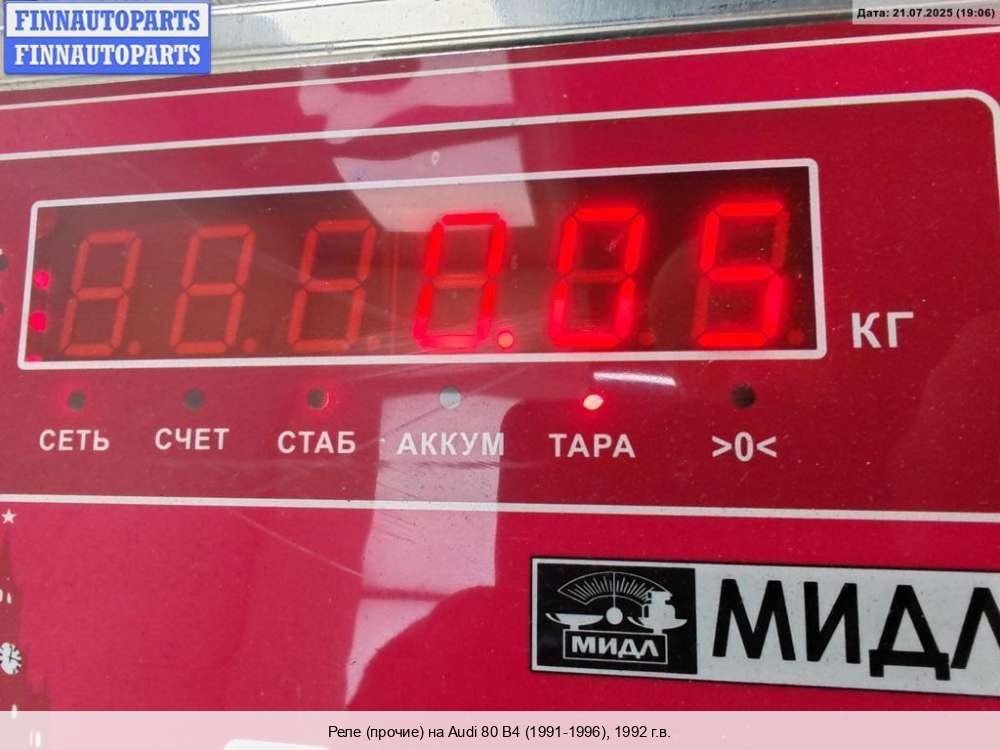 FINNAUTOPARTS
FINNAUTOPARTS
Дата: 21.07.2025 (19:06)
0.05
КГ
СЕТЬ СЧЕТ СТАБ АККУМ ТАРА >0<
МИДЛ
МИДЛ
Реле (прочие) на Audi 80 B4 (1991-1996), 1992 г.в.